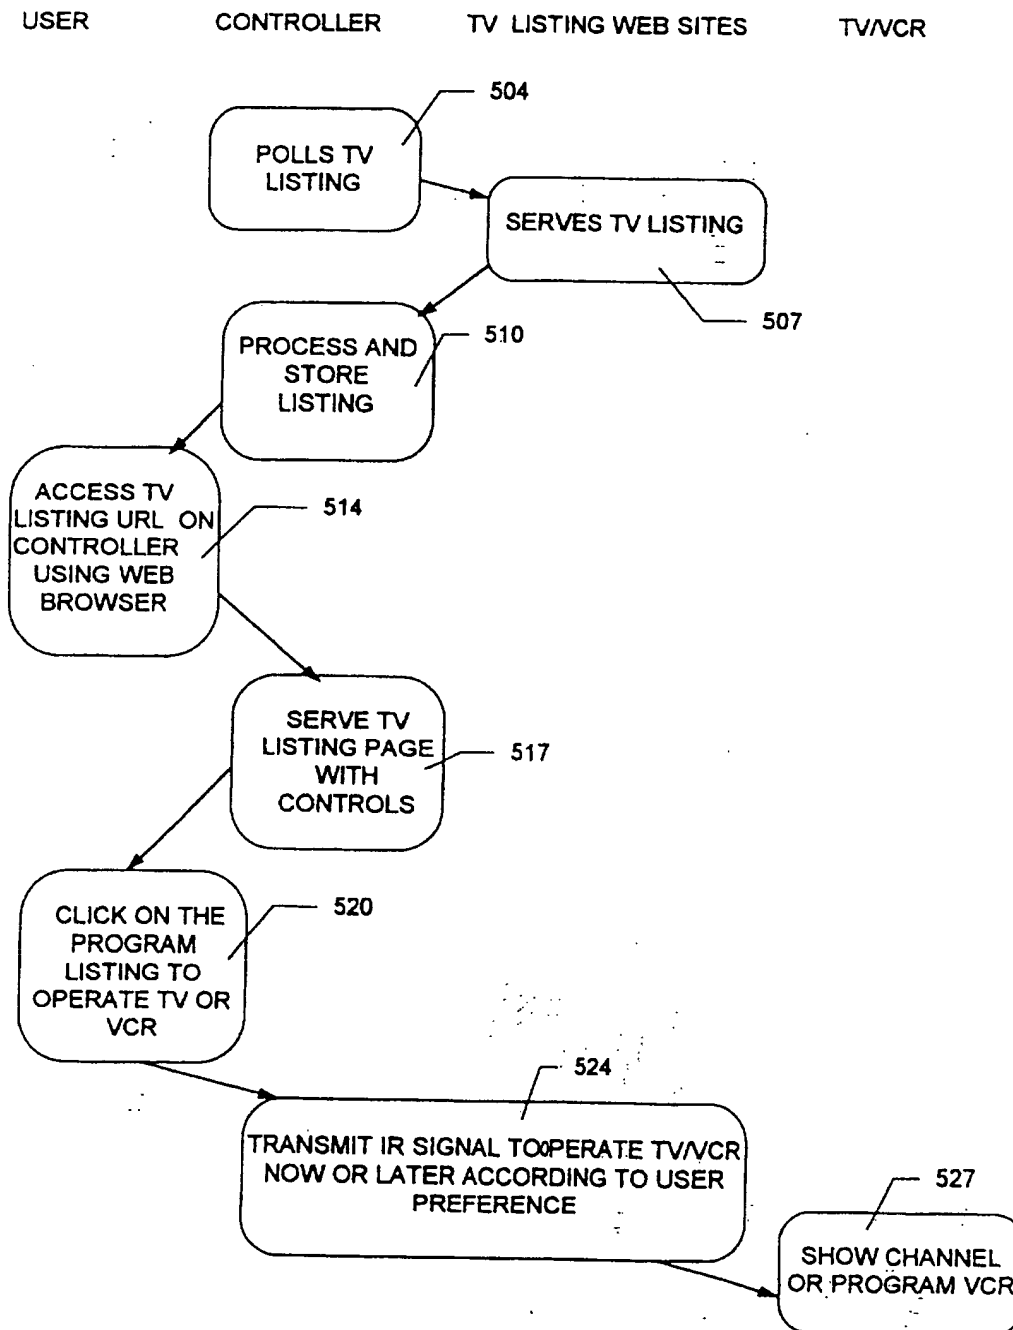 USER CONTROLLER TV LISTING WEB SITES TV/VCR
504
POLLS TV
LISTING
SERVES TV LISTING
507
510
PROCESS AND
STORE
LISTING
ACCESS TV
LISTING URL ON
CONTROLLER
USING WEB
BROWSER
514
SERVE TV
LISTING PAGE
WITH
CONTROLS
517
CLICK ON THE
PROGRAM
LISTING TO
OPERATE TV OR
VCR
520
524
TRANSMIT IR SIGNAL TO OPERATE TV/VCR
NOW OR LATER ACCORDING TO USER
PREFERENCE
527
SHOW CHANNEL
OR PROGRAM VCR